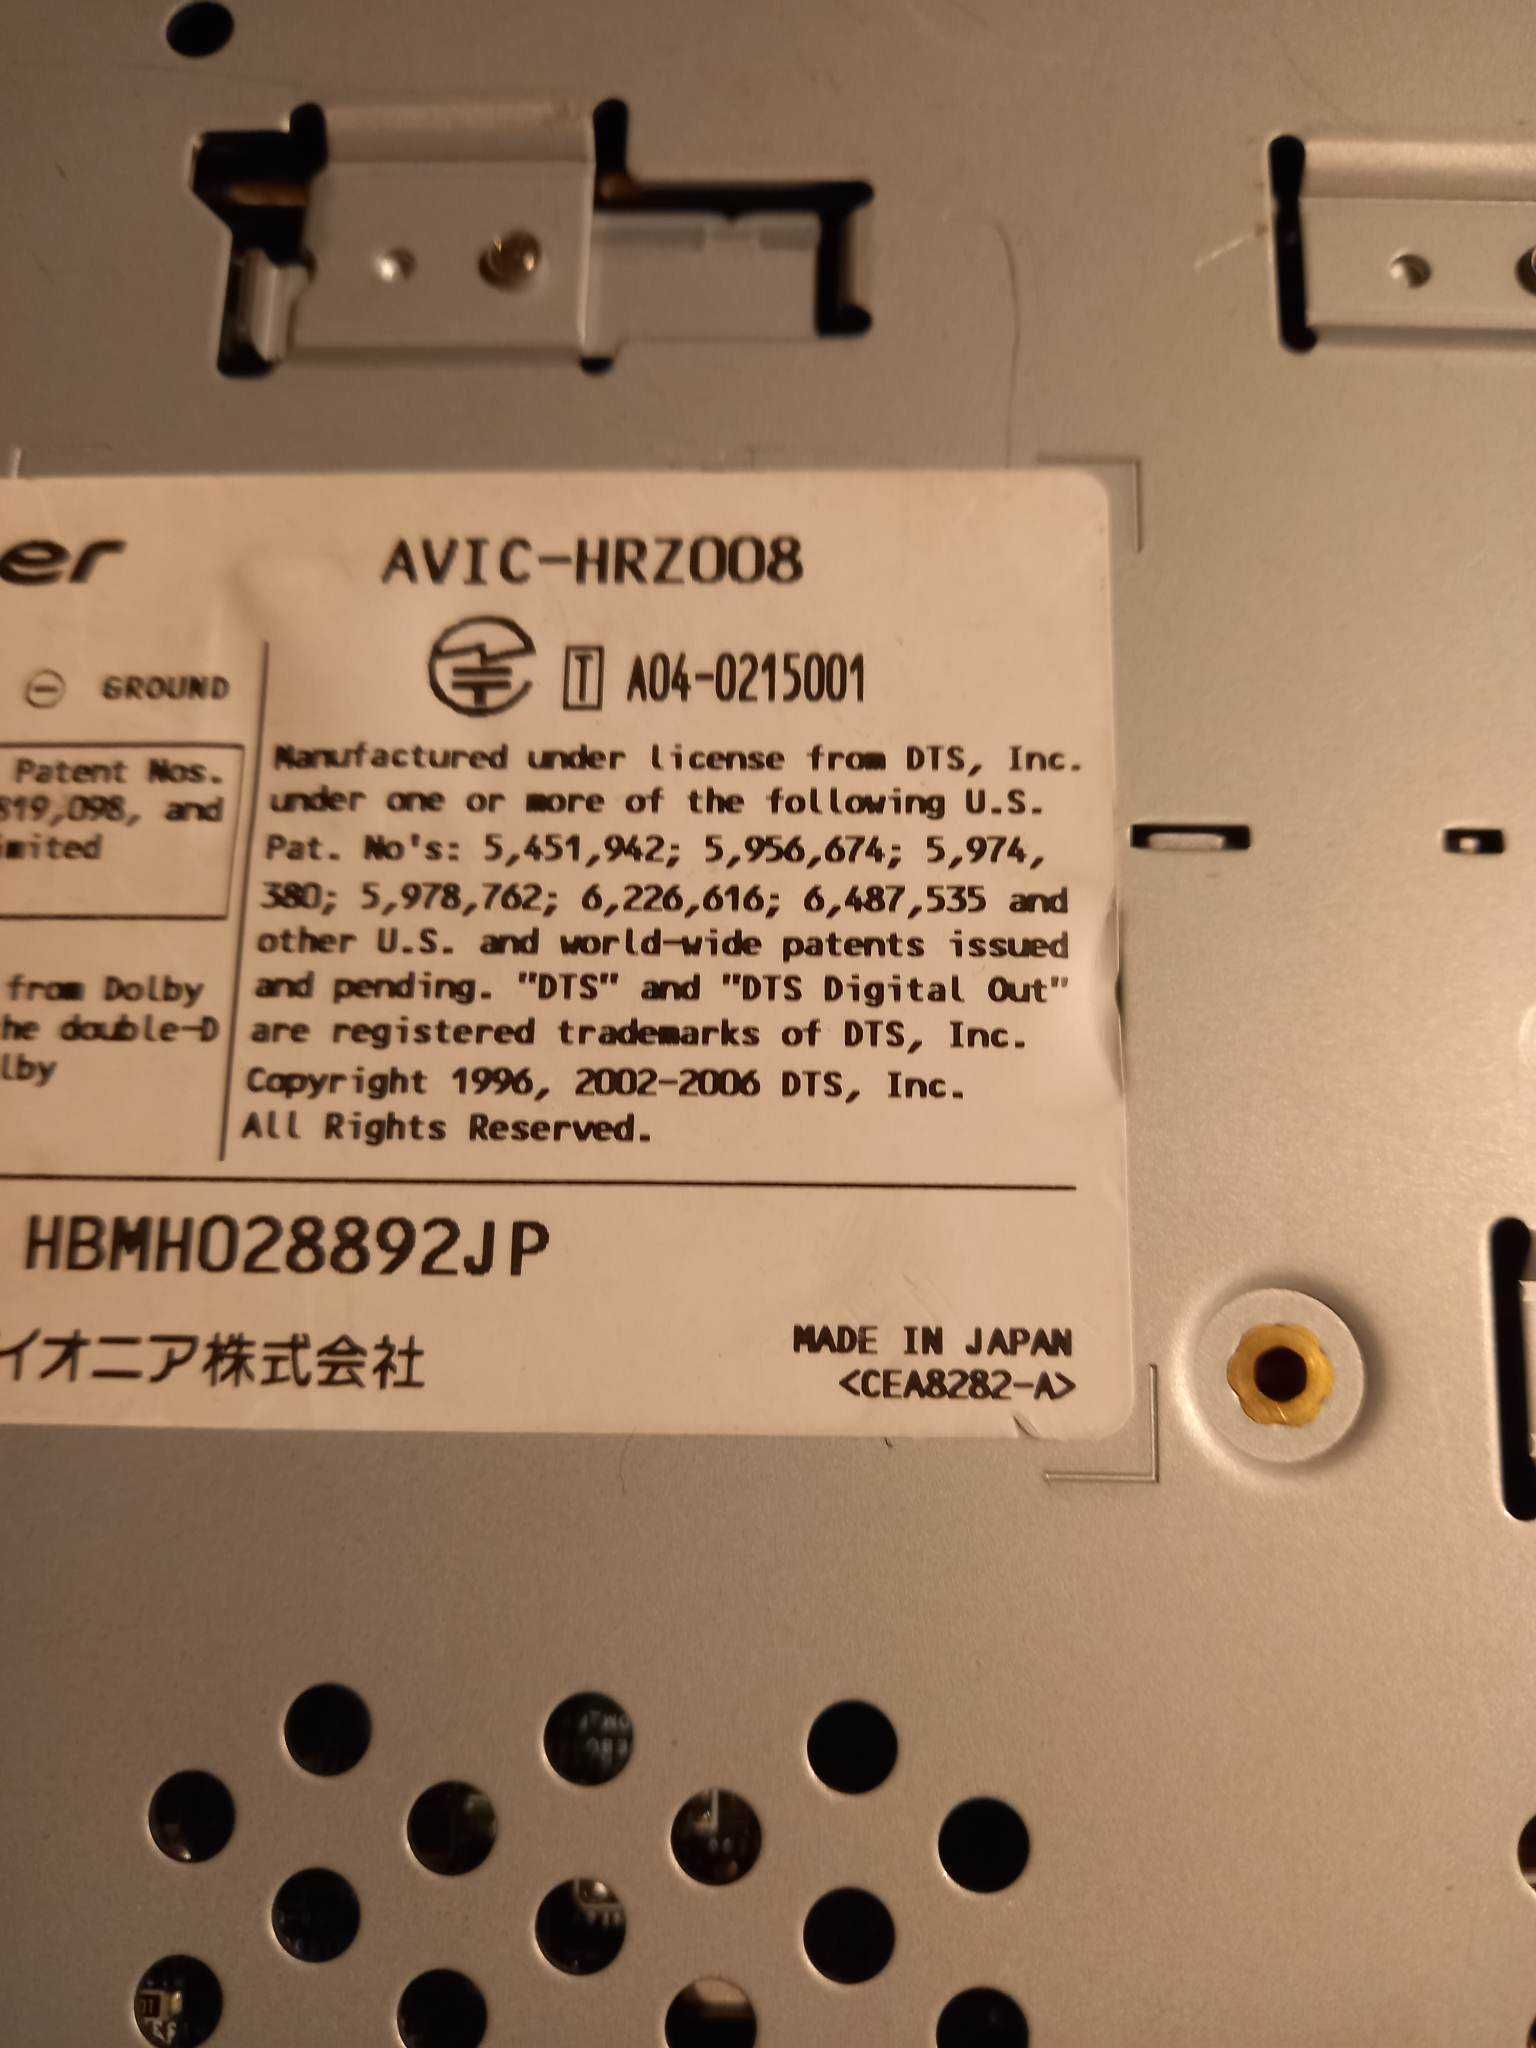 er AVIC-HRZ008
GROUND
T A04-0215001
Patent Nos.
819,098, and
imited
from Dolby
he double-D
lby
Manufactured under license from DTS, Inc.
under one or more of the following U.S.
Pat. No's: 5,451,942; 5,956,674; 5,974,
380; 5,978,762; 6,226,616; 6,487,535 and
other U.S. and world-wide patents issued
and pending. "DTS" and "DTS Digital Out"
are registered trademarks of DTS, Inc.
Copyright 1996, 2002-2006 DTS, Inc.
All Rights Reserved.
HBMH028892JP
イオニア株式会社
MADE IN JAPAN
<CEA8282-A>